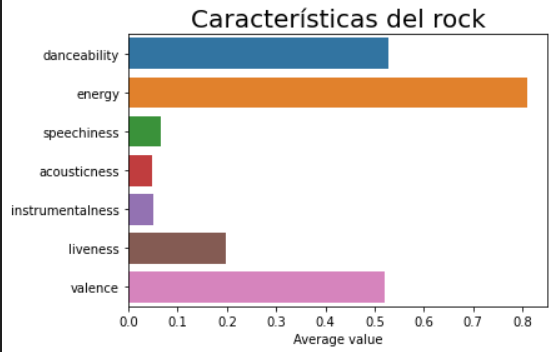 Característísticas del rock
danceability
energy
speechiness
acousticness
instrumentalness
liveness
valence
0.0 0.1 0.2 0.3 0.4 0.5 0.6 0.7 0.8
Average value